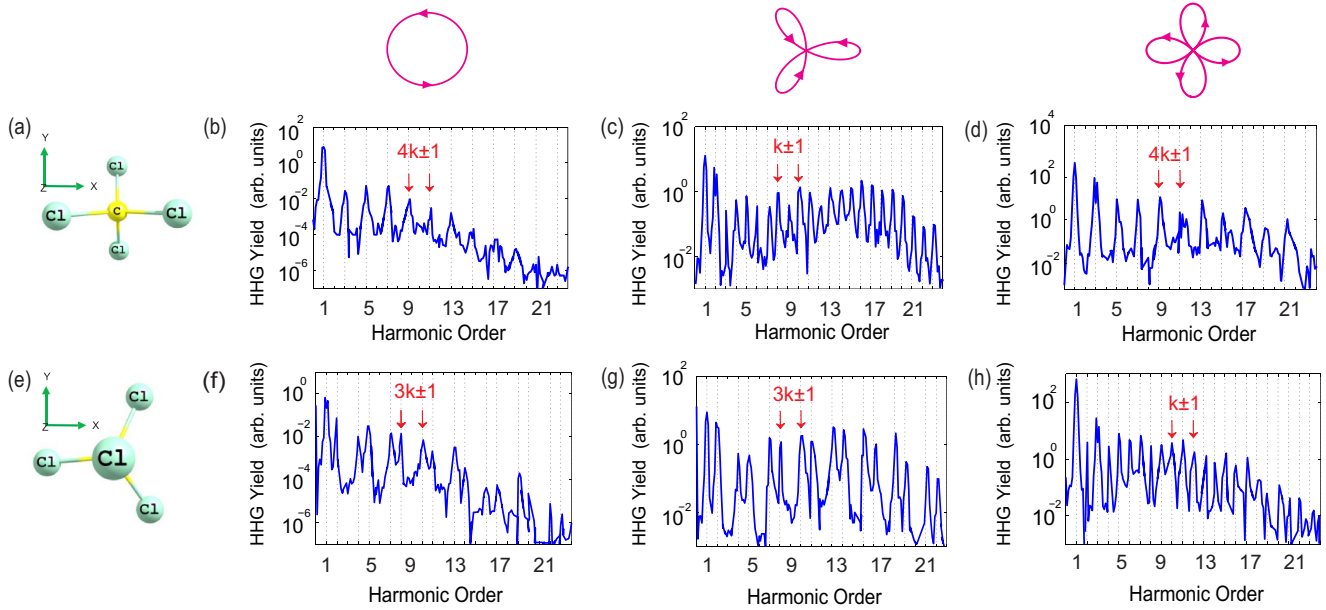 (a)
Y
Z
X
Cl
Cl
C
Cl
Cl
(b)
HHG Yield (arb. units)
10^2
10^0
10^-2
10^-4
10^-6
4k±1
1 5 9 13 17 21
Harmonic Order
(c)
HHG Yield (arb. units)
10^2
10^0
10^-2
k±1
1 5 9 13 17 21
Harmonic Order
(d)
HHG Yield (arb. units)
10^4
10^2
10^0
10^-2
4k±1
1 5 9 13 17 21
Harmonic Order
(e)
Y
Z
X
Cl
Cl
Cl
Cl
(f)
HHG Yield (arb. units)
10^2
10^0
10^-2
10^-4
10^-6
3k±1
1 5 9 13 17 21
Harmonic Order
(g)
HHG Yield (arb. units)
10^2
10^0
10^-2
3k±1
1 5 9 13 17 21
Harmonic Order
(h)
HHG Yield (arb. units)
10^2
10^0
10^-2
k±1
1 5 9 13 17 21
Harmonic Order